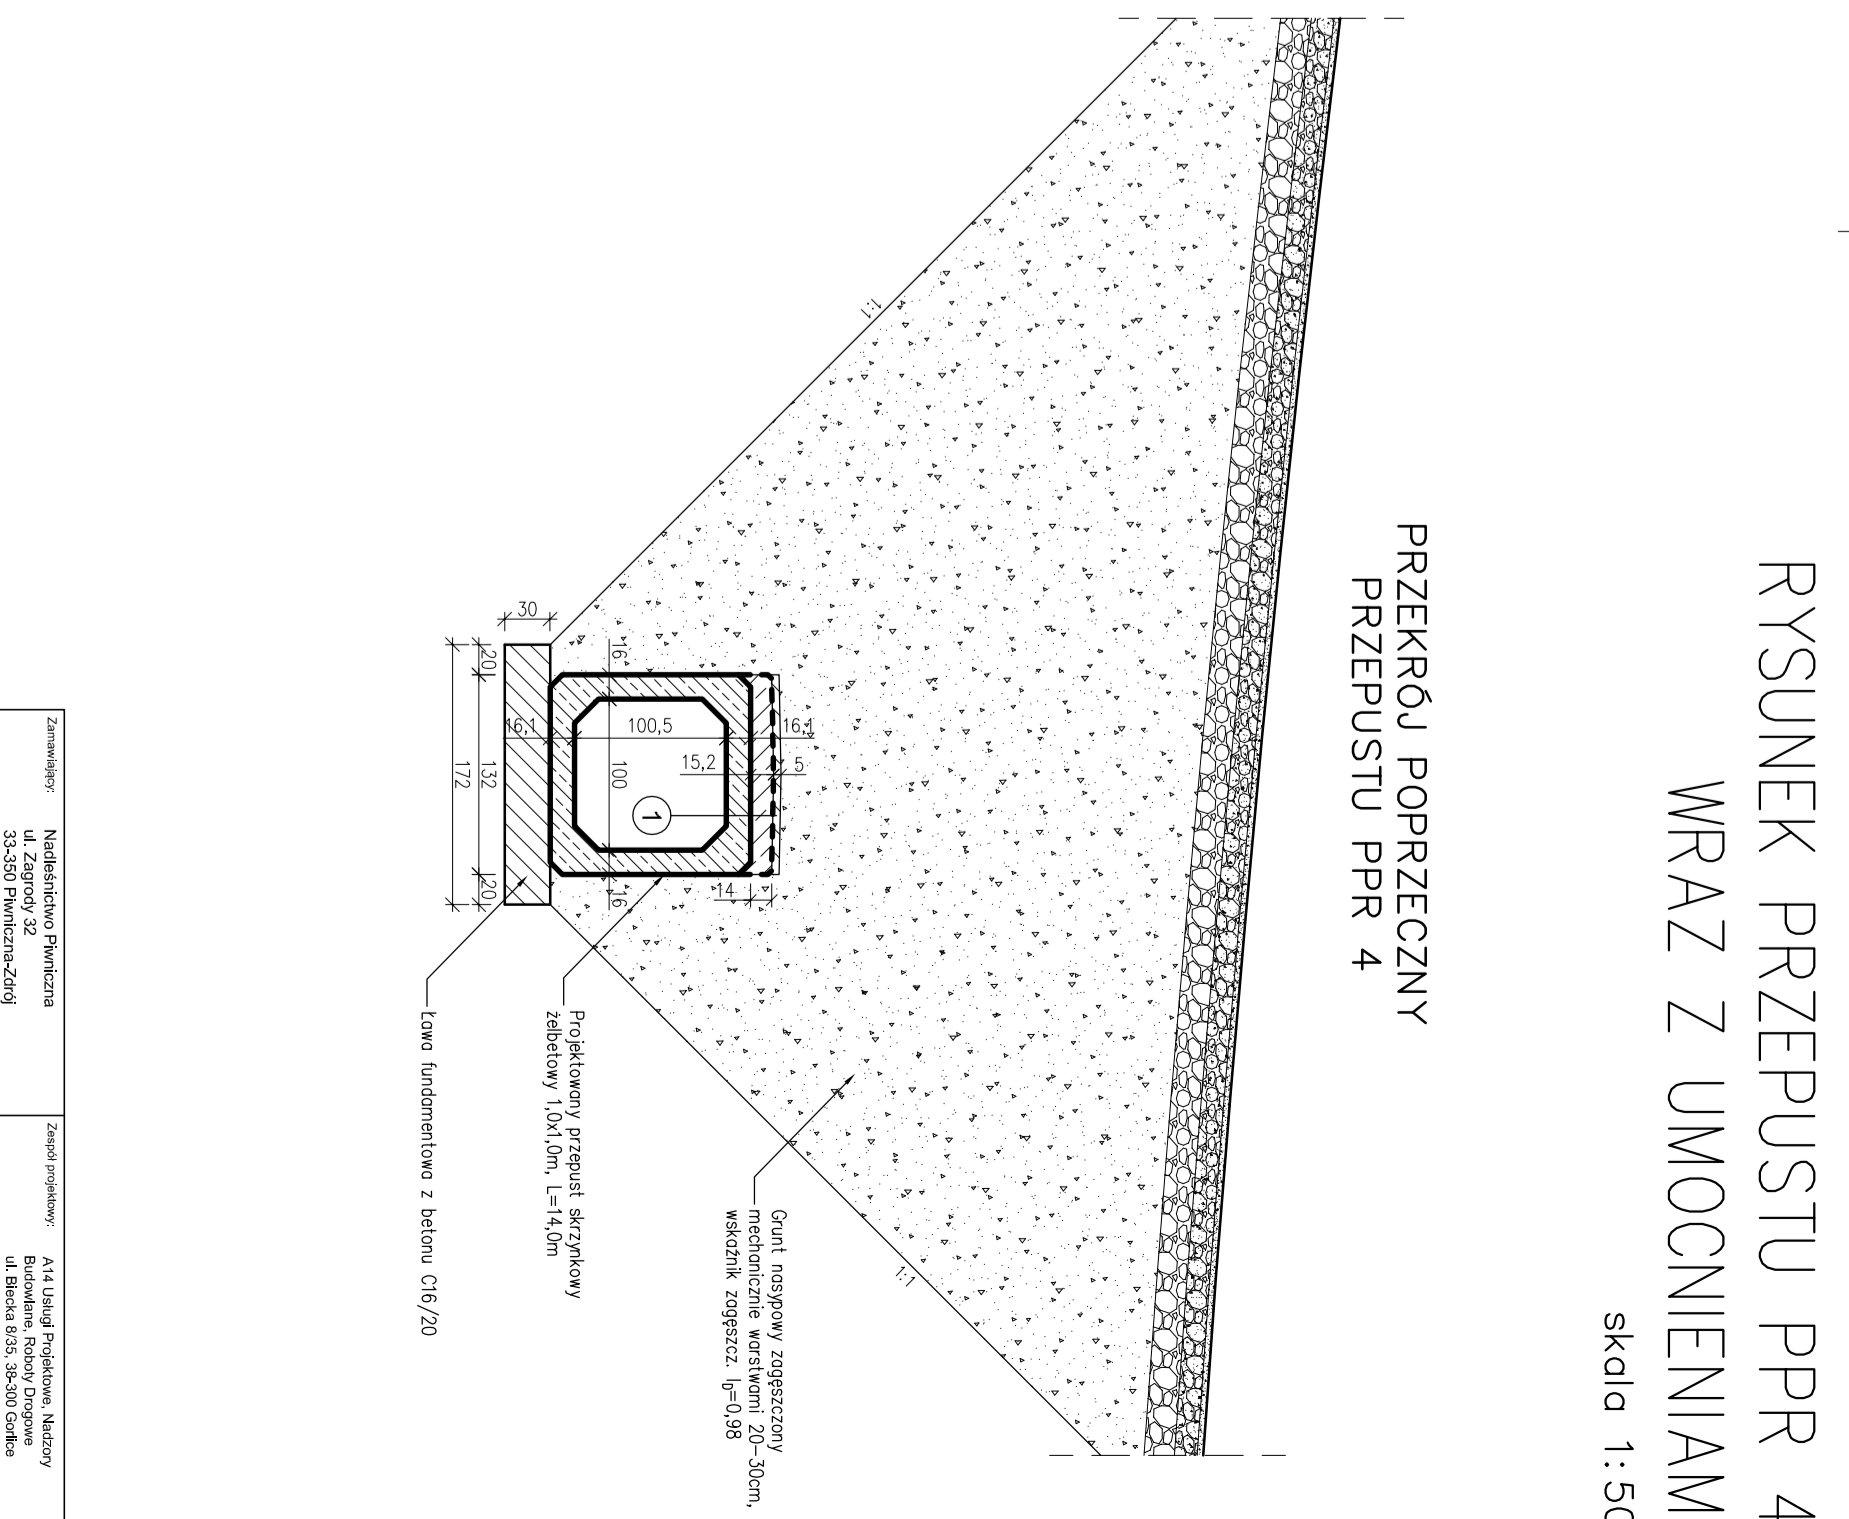 RYSUNEK PRZEPUSTU PPR 4
WRAZ Z UMOCNIENIAM
skala 1:50
PRZEKRÓJ POPRZECZNY
PRZEPUSTU PPR 4
1:1
1:1
30
20
132
20
172
16
100
16
16,1
100,5
16,1
15,2
5
14
1
Grunt nasypowy zagęszczony
mechanicznie warstwami 20-30cm,
wskaźnik zagęszcz. ID=0,98
Projektowany przepust skrzynkowy
żelbetowy 1,0x1,0m, L=14,0m
Ława fundamentowa z betonu C16/20
Zamawiający:
Nadleśnictwo Piwniczna
ul. Zagrody 32
33-350 Piwniczna-Zdrój
Zespół projektowy:
A14 Usługi Projektowe, Nadzory
Budowlane, Roboty Drogowe
ul. Biecka 8/35, 38-300 Gorlice